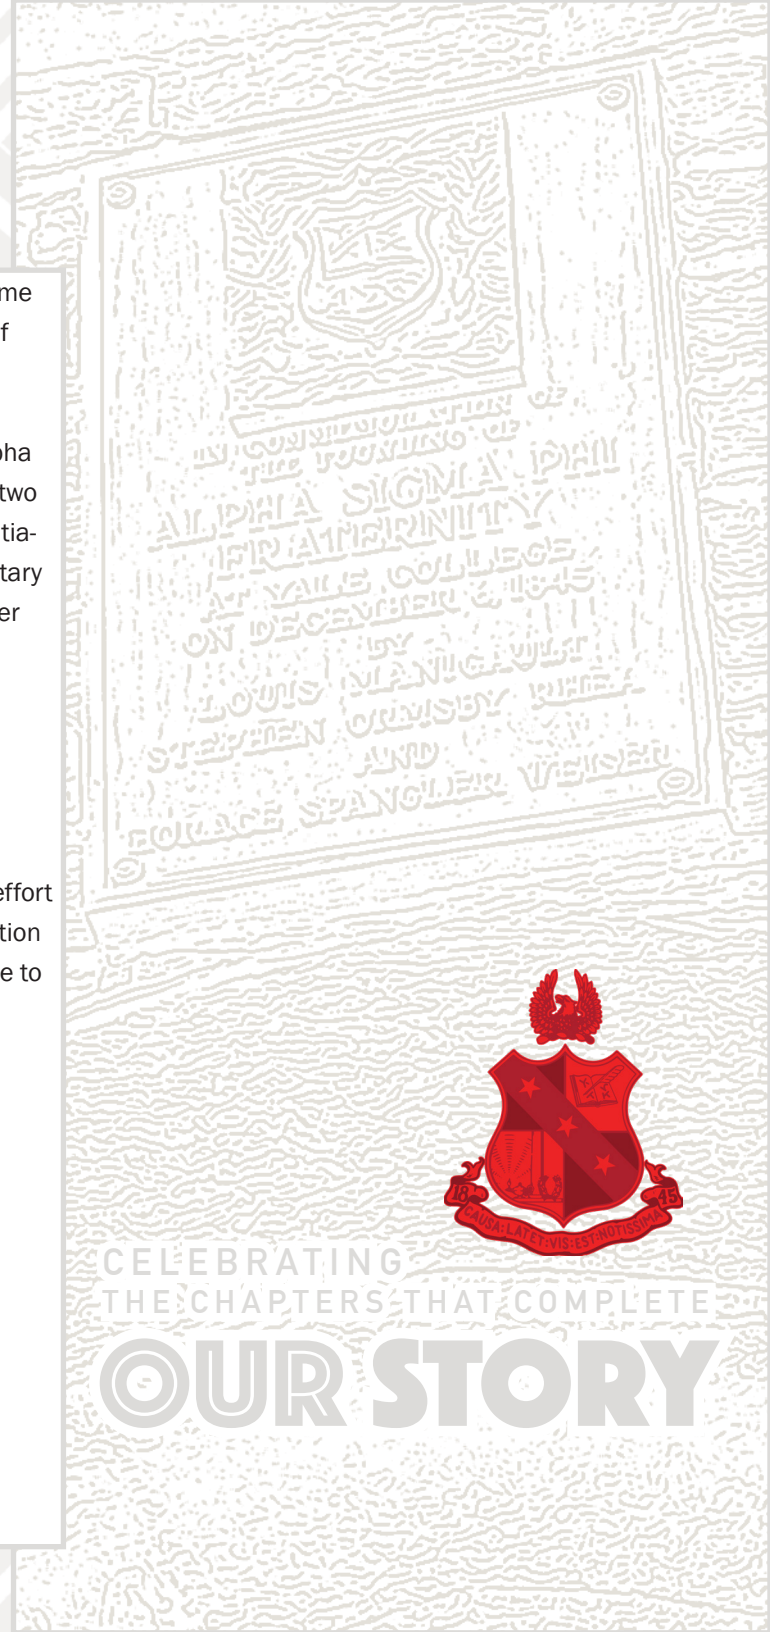 me
f
pha
two
tia-
tary
er
effort
tion
e to
IN COMMEMORATION OF
THE FOUNDING OF
ALPHA SIGMA PHI
FRATERNITY
AT YALE COLLEGE
ON DECEMBER 6, 1845
BY
LOUIS MANIGAULT
STEPHEN ORMSBY RHEA
AND
HORACE SPANGLER WEISER
18 45
CAUSA:LATET:VIS:EST:NOTISSIMA
CELEBRATING
THE CHAPTERS THAT COMPLETE
OUR STORY